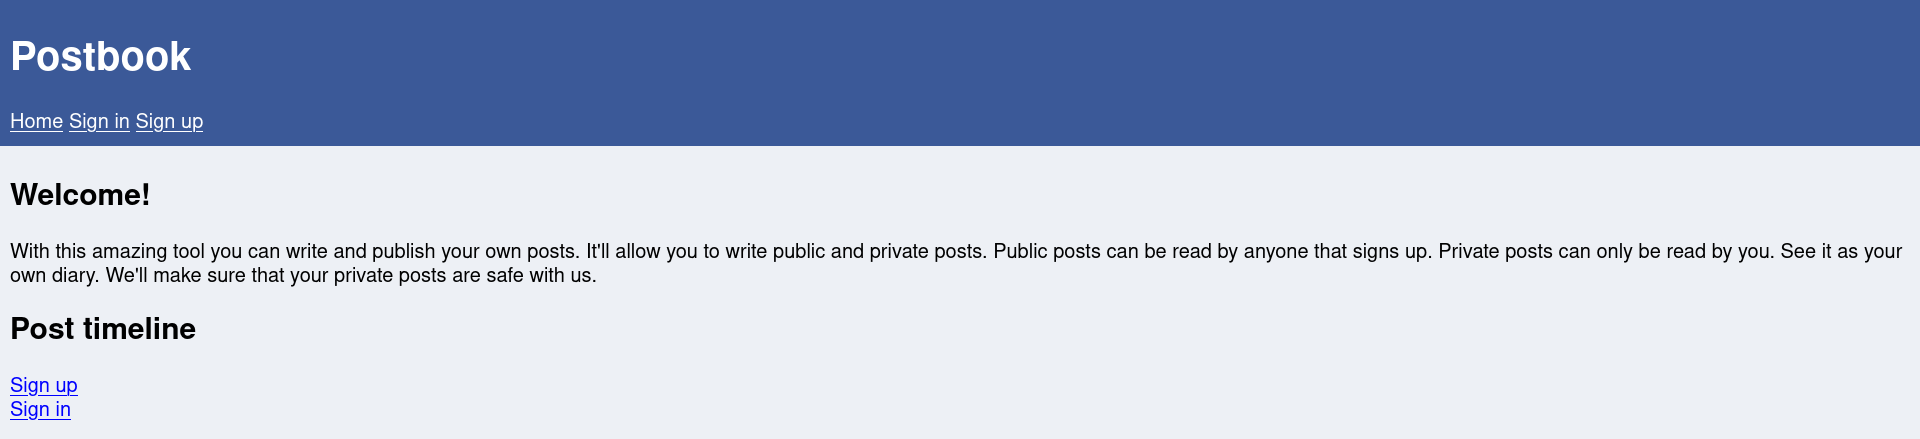 Postbook
Home Sign in Sign up
Welcome!
With this amazing tool you can write and publish your own posts. It'll allow you to write public and private posts. Public posts can be read by anyone that signs up. Private posts can only be read by you. See it as your
own diary. We'll make sure that your private posts are safe with us.
Post timeline
Sign up
Sign in